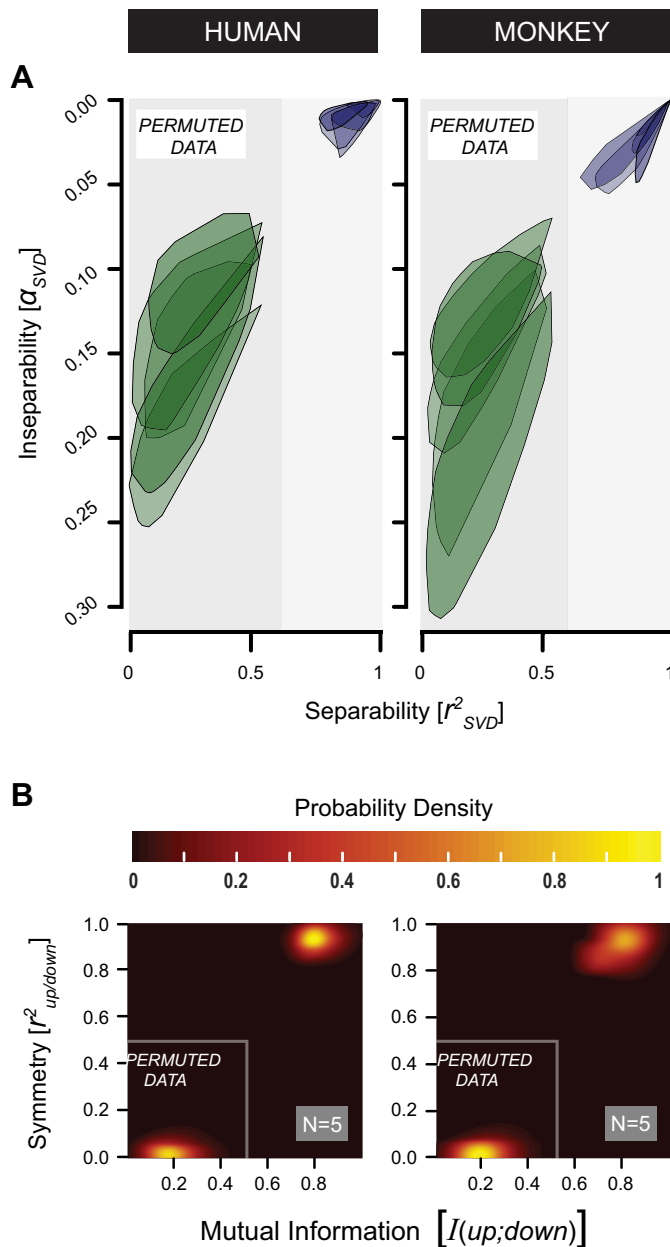 HUMAN
MONKEY
A
PERMUTED
DATA
PERMUTED
DATA
0.00
0.05
0.10
0.15
0.20
0.25
0.30
Inseparability [α_SVD]
0
0.5
1
0
0.5
1
Separability [r²_SVD]
B
Probability Density
0
0.2
0.4
0.6
0.8
1
Symmetry [r²_up/down]
1.0
0.8
0.6
0.4
0.2
0.0
PERMUTED
DATA
N=5
0.2
0.4
0.6
0.8
1.0
0.8
0.6
0.4
0.2
0.0
PERMUTED
DATA
N=5
0.2
0.4
0.6
0.8
Mutual Information [I(up;down)]